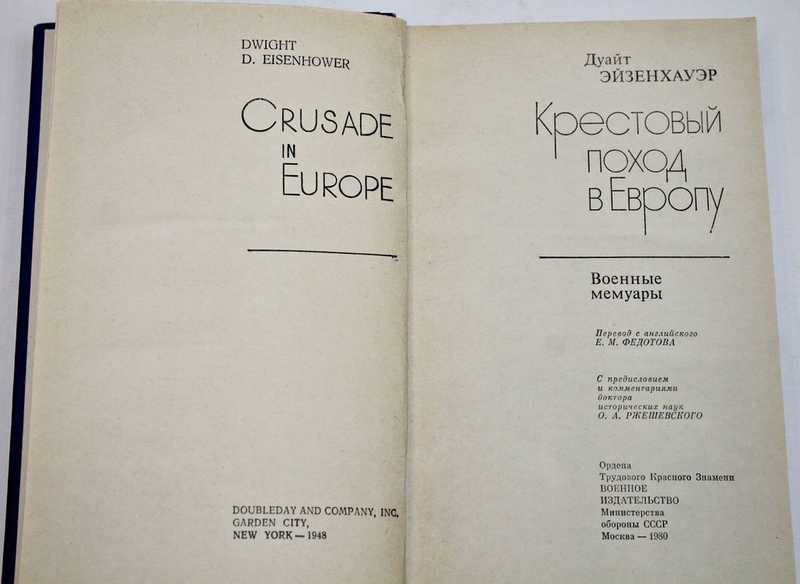 DWIGHT
D. EISENHOWER
CRUSADE
IN
EUROPE
DOUBLEDAY AND COMPANY, INC.
GARDEN CITY,
NEW YORK — 1948
Дуайт
ЭЙЗЕНХАУЭР
Крестовый
поход
в Европу
Военные
мемуары
Перевод с английского
Е. М. ФЕДОТОВА
С предисловием
и комментариями
доктора
исторических наук
О. А. РЖЕШЕВСКОГО
Ордена
Трудового Красного Знамени
ВОЕННОЕ
ИЗДАТЕЛЬСТВО
Министерства
обороны СССР
Москва — 1980